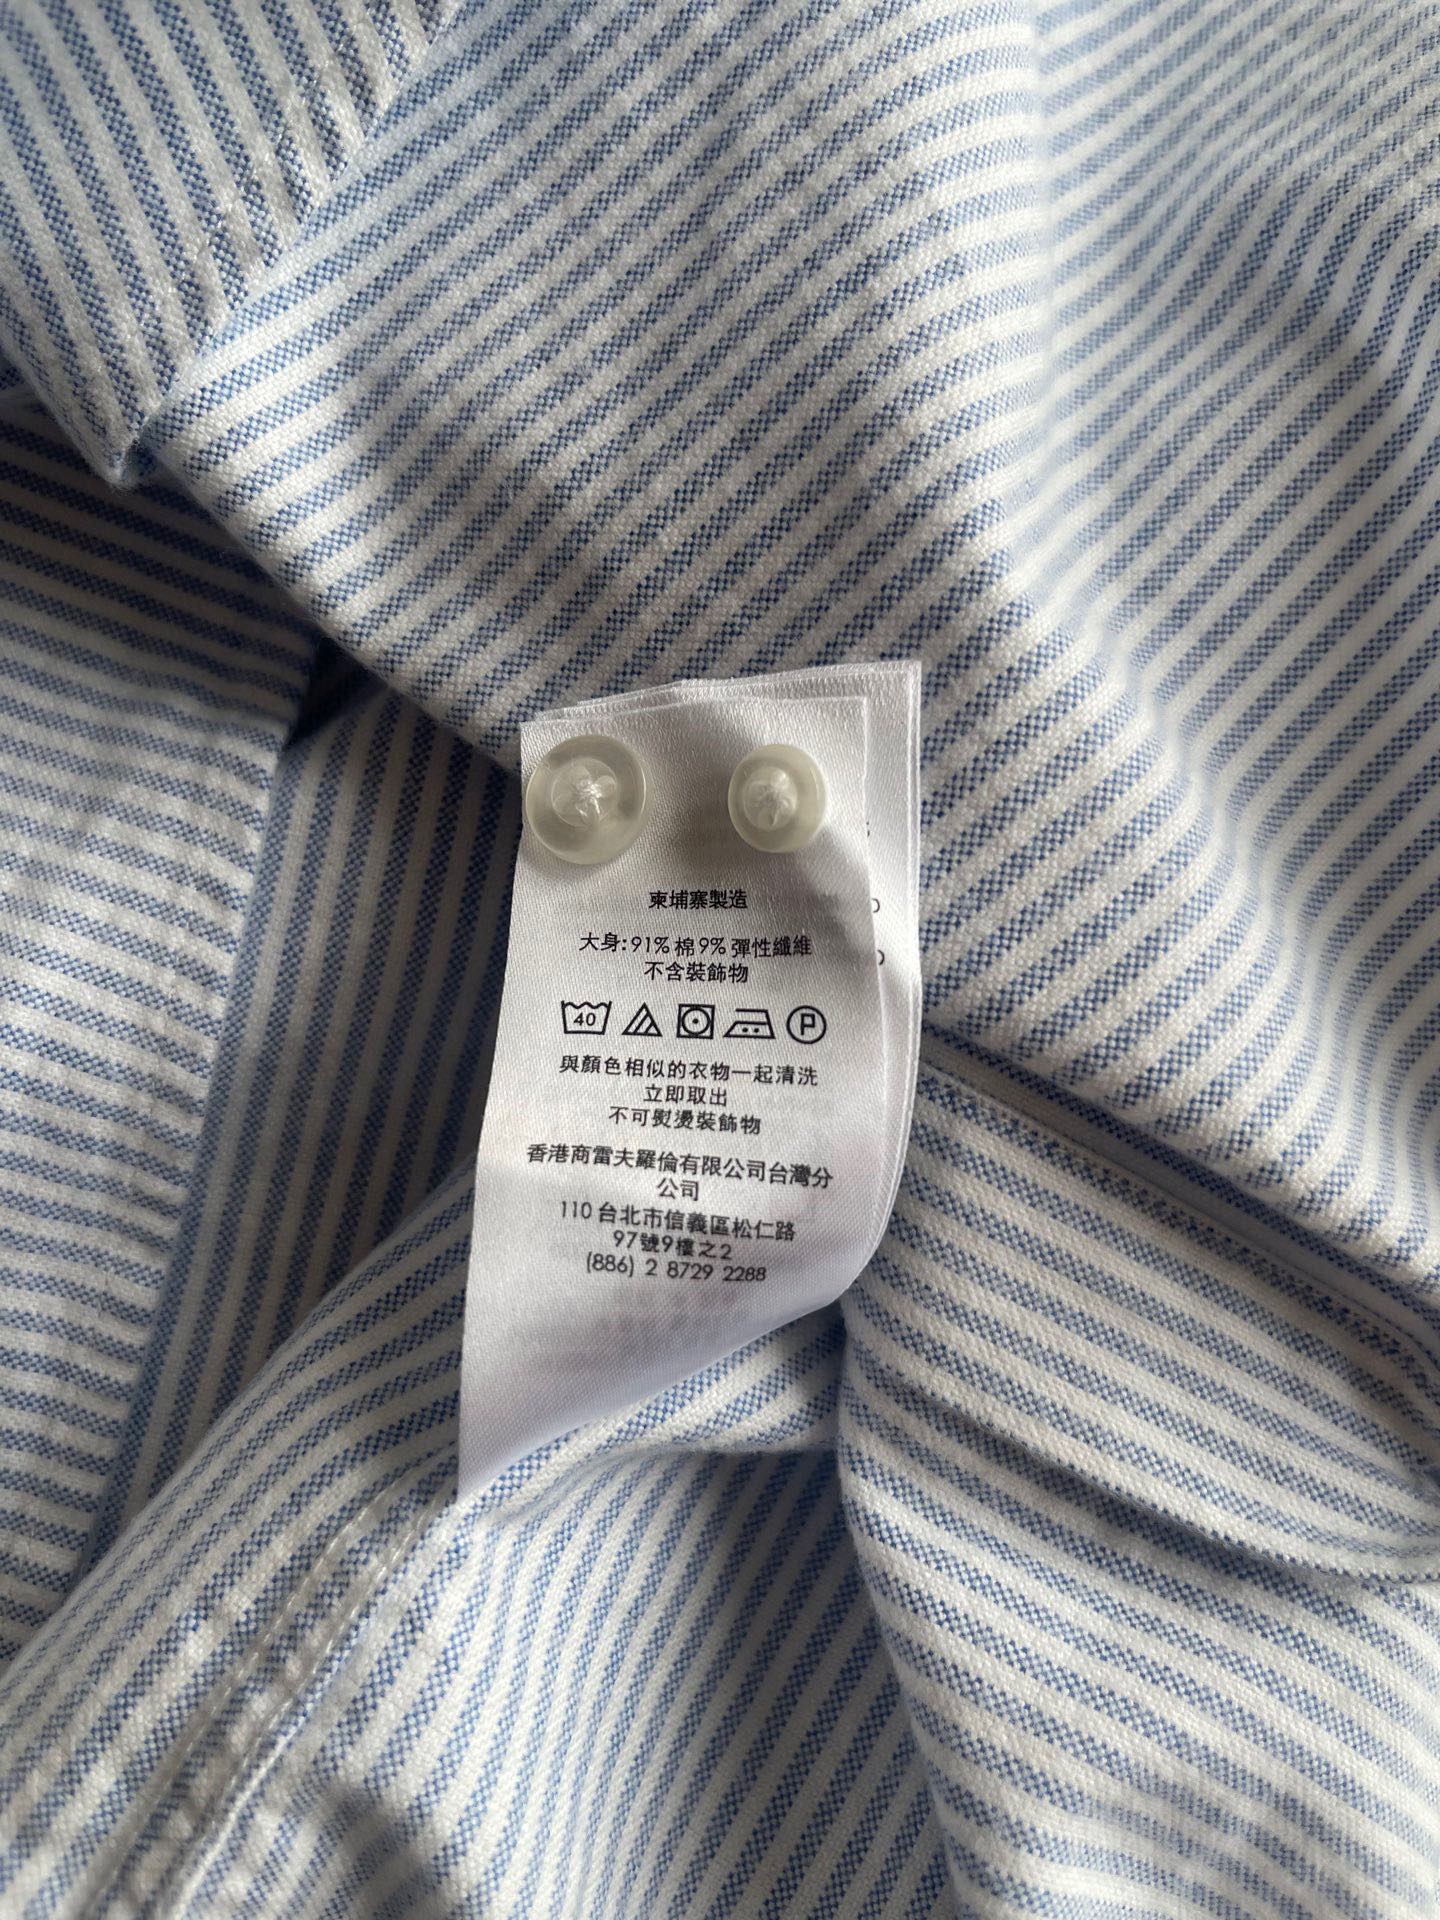 柬埔寨製造
大身:91% 棉 9% 彈性纖維
不含裝飾物
40 P
與顏色相似的衣物一起清洗
立即取出
不可熨燙裝飾物
香港商雷夫羅倫有限公司台灣分
公司
110 台北市信義區松仁路
97號9樓之2
(886) 2 8729 2288